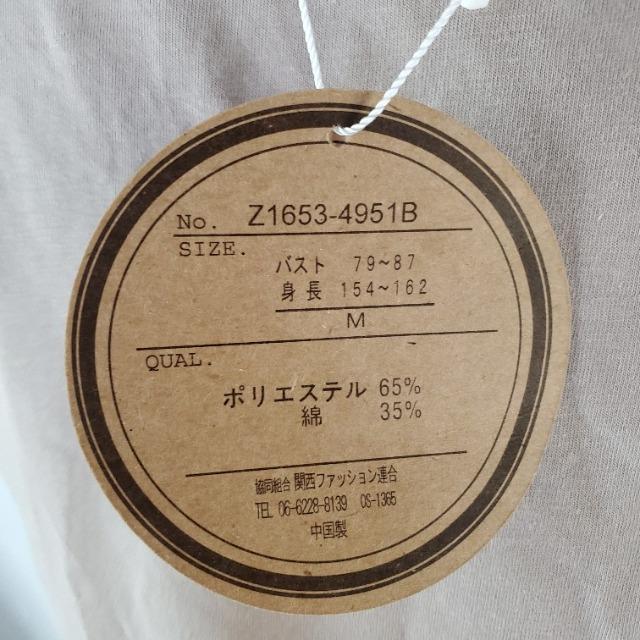 No. Z1653-4951B
SIZE.
バスト 79~87
身長 154~162
M
QUAL.
ポリエステル 65%
綿 35%
協同組合 関西ファッション連合
TEL 06-6228-8139 OS-1365
中国製